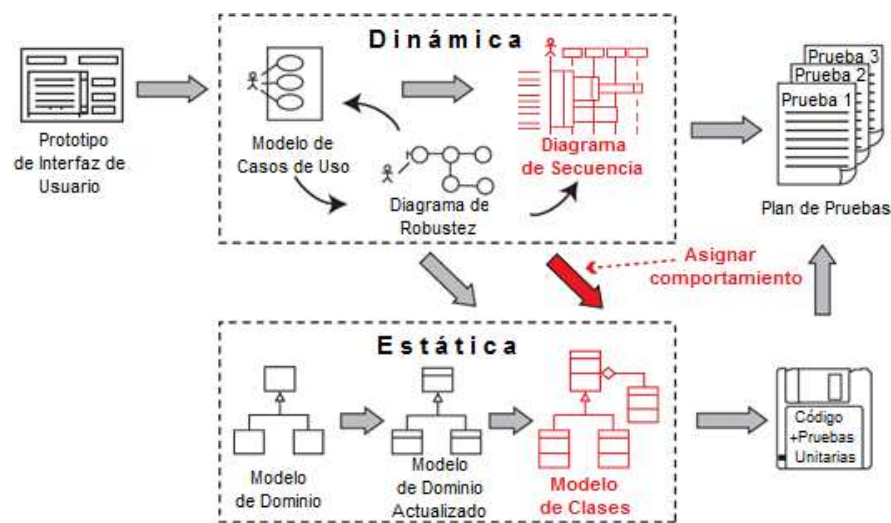 Dinámica
Prototipo
de Interfaz de
Usuario
Modelo de
Casos de Uso
Diagrama de
Robustez
Diagrama
de Secuencia
Prueba 3
Prueba 2
Prueba 1
Plan de Pruebas
Asignar
comportamiento
Estática
Modelo
de Dominio
Modelo
de Dominio
Actualizado
Modelo
de Clases
Código
+Pruebas
Unitarias